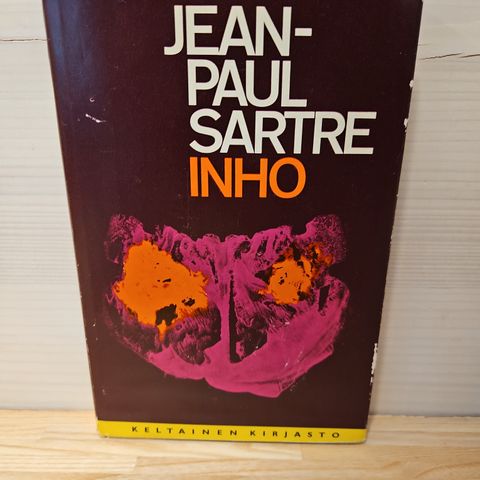 JEAN-
PAUL
SARTRE
INHO
KELTAINEN KIRJASTO